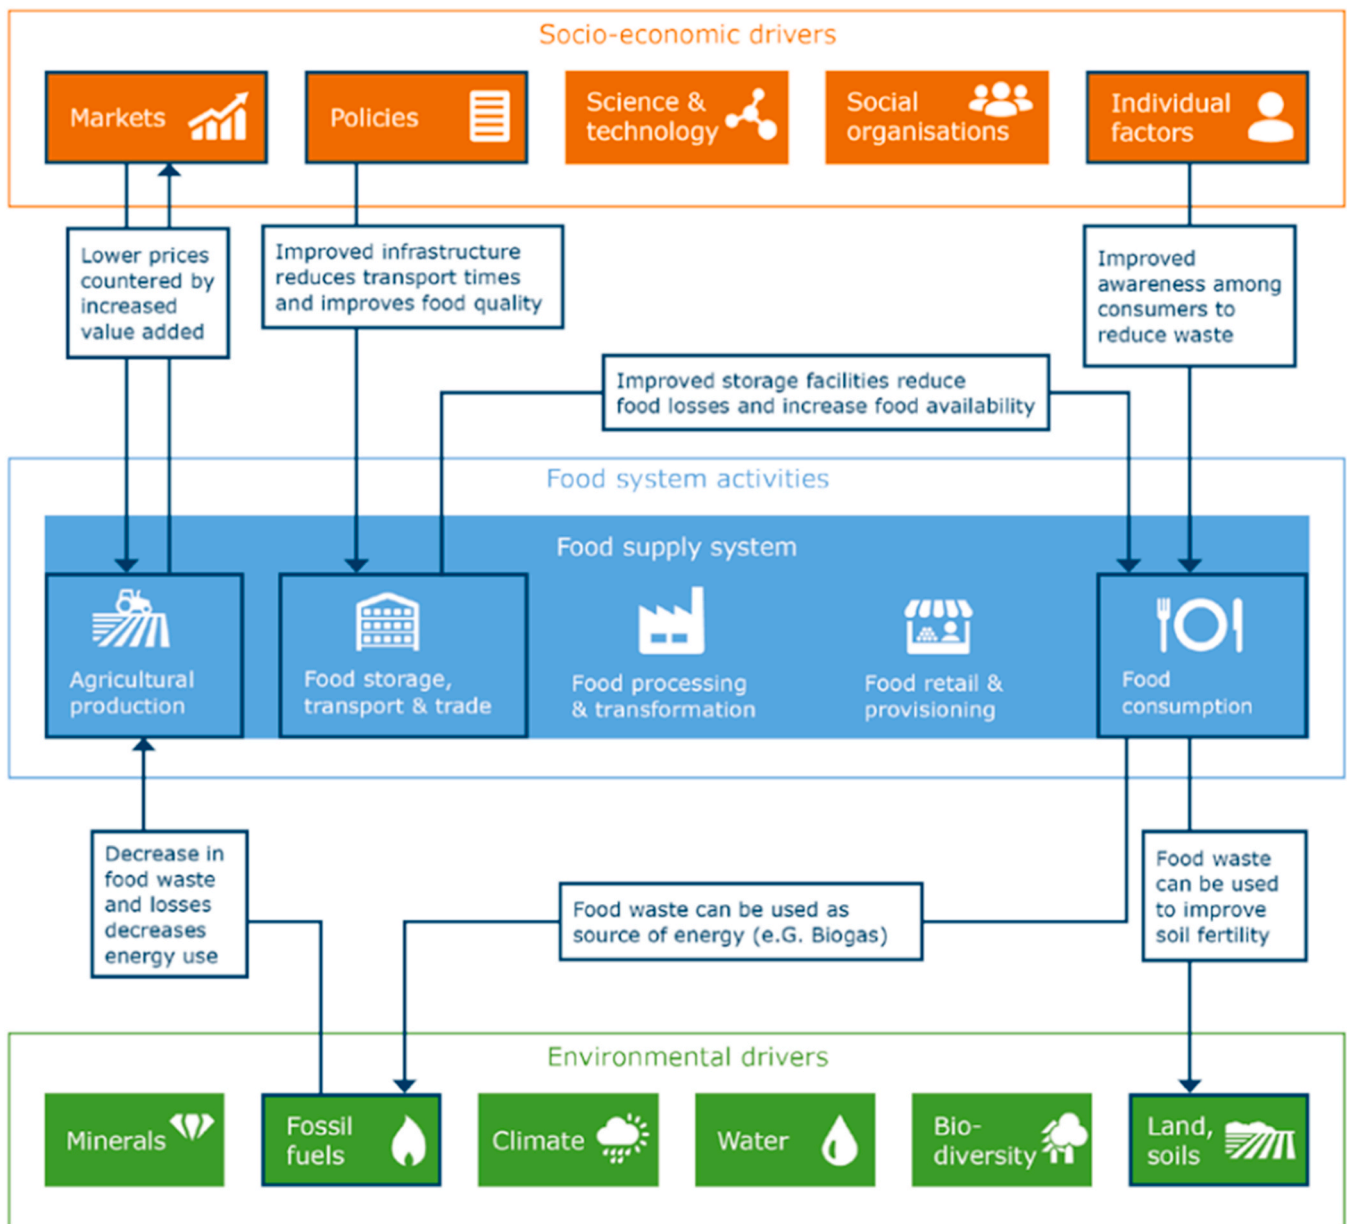 Socio-economic drivers
Markets
Policies
Science &
technology
Social
organisations
Individual
factors
Lower prices
countered by
increased
value added
Improved infrastructure
reduces transport times
and improves food quality
Improved
awareness among
consumers to
reduce waste
Improved storage facilities reduce
food losses and increase food availability
Food system activities
Food supply system
Agricultural
production
Food storage,
transport & trade
Food processing
& transformation
Food retail &
provisioning
Food
consumption
Decrease in
food waste
and losses
decreases
energy use
Food waste can be used as
source of energy (e.G. Biogas)
Food waste
can be used
to improve
soil fertility
Environmental drivers
Minerals
Fossil
fuels
Climate
Water
Bio-
diversity
Land,
soils